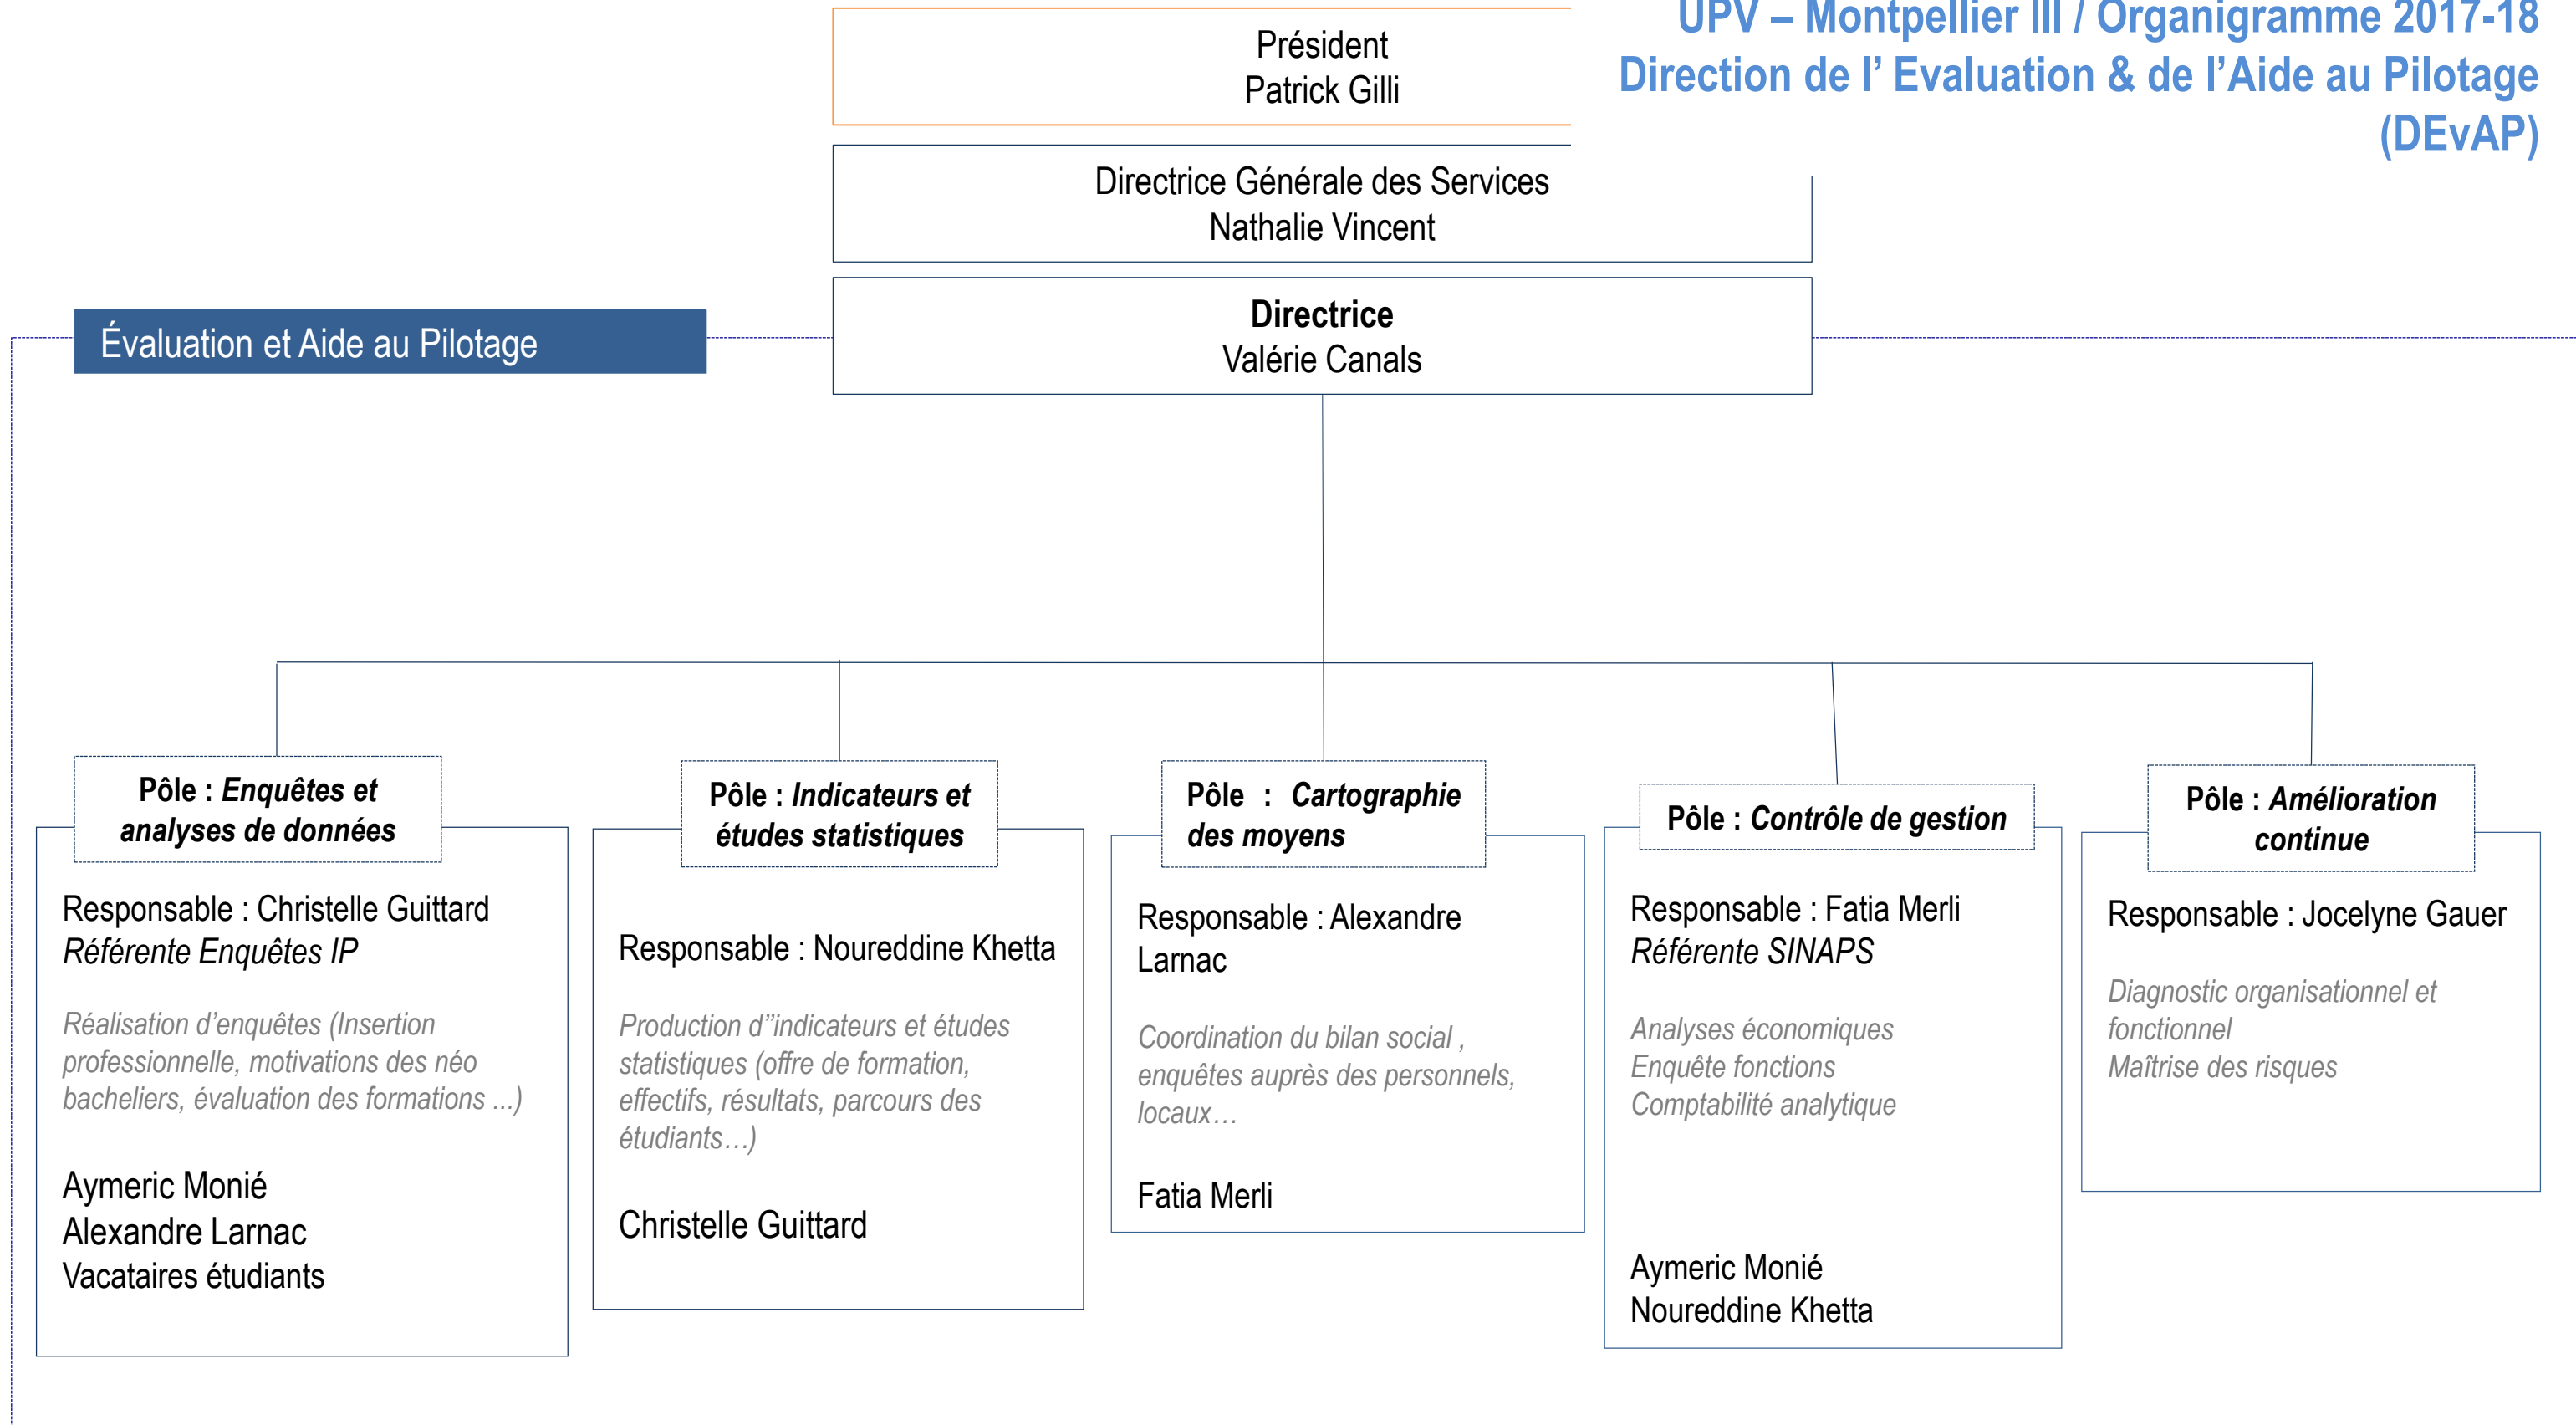 UPV – Montpellier III / Organigramme 2017-18
Direction de l’ Evaluation & de l’Aide au Pilotage
(DEvAP)
Président
Patrick Gilli
Directrice Générale des Services
Nathalie Vincent
Directrice
Valérie Canals
Évaluation et Aide au Pilotage
Pôle : Enquêtes et
analyses de données
Responsable : Christelle Guittard
Référente Enquêtes IP
Réalisation d’enquêtes (Insertion
professionnelle, motivations des néo
bacheliers, évaluation des formations ...)
Aymeric Monié
Alexandre Larnac
Vacataires étudiants
Pôle : Indicateurs et
études statistiques
Responsable : Noureddine Khetta
Production d’’indicateurs et études
statistiques (offre de formation,
effectifs, résultats, parcours des
étudiants…)
Christelle Guittard
Pôle : Cartographie
des moyens
Responsable : Alexandre
Larnac
Coordination du bilan social ,
enquêtes auprès des personnels,
locaux…
Fatia Merli
Pôle : Contrôle de gestion
Responsable : Fatia Merli
Référente SINAPS
Analyses économiques
Enquête fonctions
Comptabilité analytique
Aymeric Monié
Noureddine Khetta
Pôle : Amélioration
continue
Responsable : Jocelyne Gauer
Diagnostic organisationnel et
fonctionnel
Maîtrise des risques